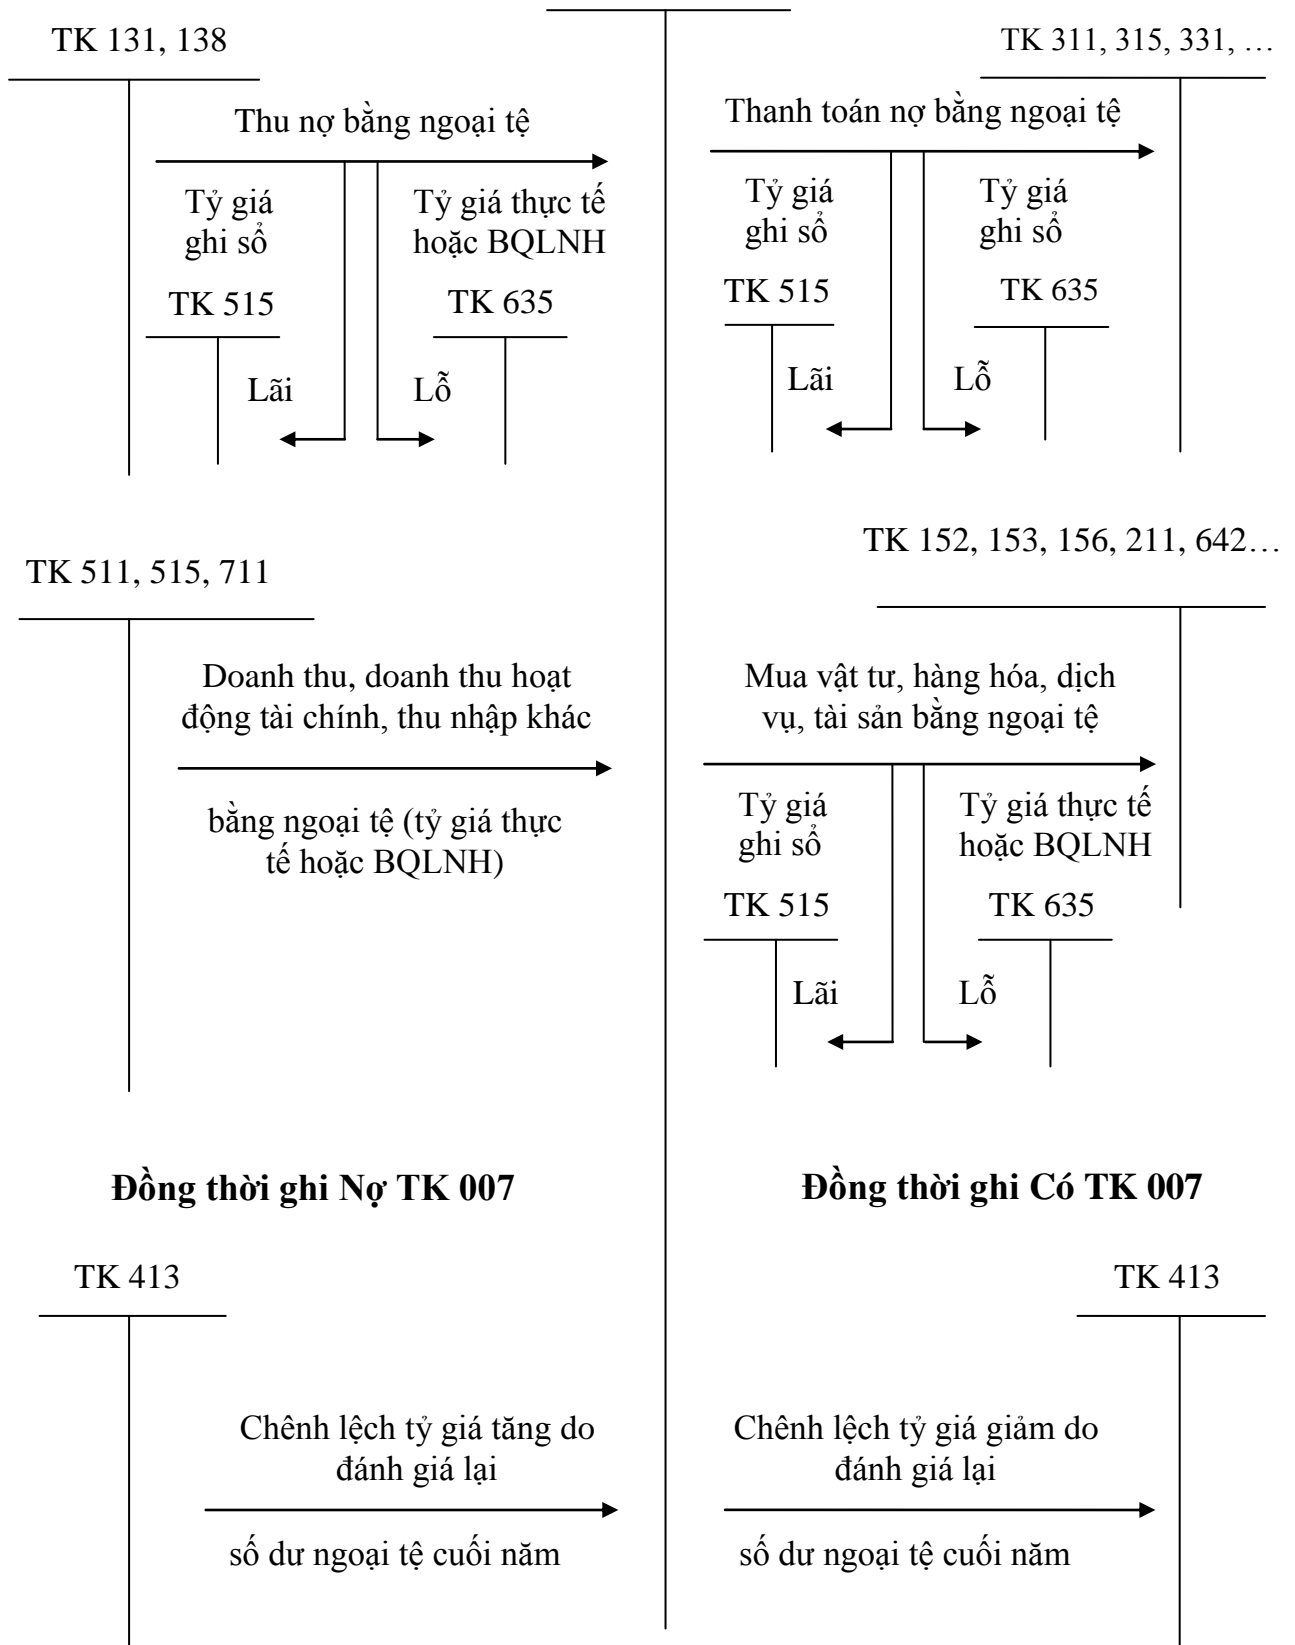 TK 131, 138
TK 311, 315, 331, …
Thu nợ bằng ngoại tệ
Thanh toán nợ bằng ngoại tệ
Tỷ giá
ghi sổ
Tỷ giá thực tế
hoặc BQLNH
Tỷ giá
ghi sổ
Tỷ giá
ghi sổ
TK 515
TK 635
TK 515
TK 635
Lãi
Lỗ
Lãi
Lỗ
TK 511, 515, 711
TK 152, 153, 156, 211, 642…
Doanh thu, doanh thu hoạt
động tài chính, thu nhập khác
bằng ngoại tệ (tỷ giá thực
tế hoặc BQLNH)
Mua vật tư, hàng hóa, dịch
vụ, tài sản bằng ngoại tệ
Tỷ giá
ghi sổ
Tỷ giá thực tế
hoặc BQLNH
TK 515
TK 635
Lãi
Lỗ
Đồng thời ghi Nợ TK 007
Đồng thời ghi Có TK 007
TK 413
TK 413
Chênh lệch tỷ giá tăng do
đánh giá lại
số dư ngoại tệ cuối năm
Chênh lệch tỷ giá giảm do
đánh giá lại
số dư ngoại tệ cuối năm